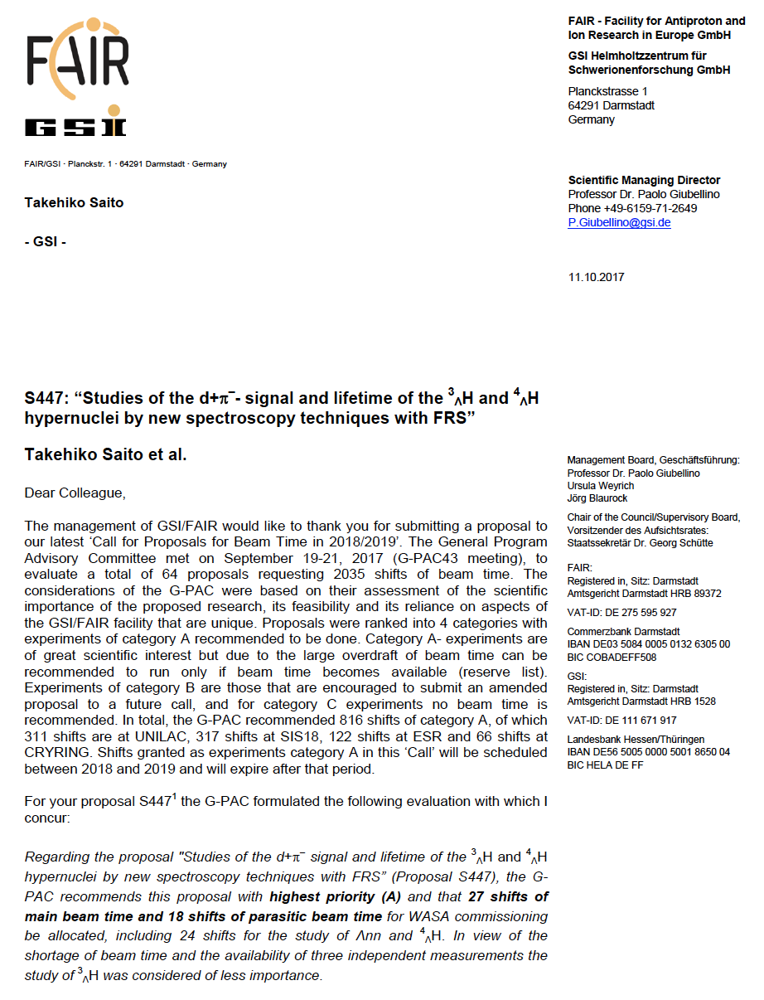 FAIR
GSI
FAIR/GSI · Planckstr. 1 · 64291 Darmstadt · Germany
Takehiko Saito
- GSI -
FAIR - Facility for Antiproton and
Ion Research in Europe GmbH
GSI Helmholtzzentrum für
Schwerionenforschung GmbH
Planckstrasse 1
64291 Darmstadt
Germany
Scientific Managing Director
Professor Dr. Paolo Giubellino
Phone +49-6159-71-2649
P.Giubellino@gsi.de
11.10.2017
S447: “Studies of the d+π⁻- signal and lifetime of the ³ΛH and ⁴ΛH
hypernuclei by new spectroscopy techniques with FRS”
Takehiko Saito et al.
Dear Colleague,
The management of GSI/FAIR would like to thank you for submitting a proposal to
our latest ‘Call for Proposals for Beam Time in 2018/2019’. The General Program
Advisory Committee met on September 19-21, 2017 (G-PAC43 meeting), to
evaluate a total of 64 proposals requesting 2035 shifts of beam time. The
considerations of the G-PAC were based on their assessment of the scientific
importance of the proposed research, its feasibility and its reliance on aspects of
the GSI/FAIR facility that are unique. Proposals were ranked into 4 categories with
experiments of category A recommended to be done. Category A- experiments are
of great scientific interest but due to the large overdraft of beam time can be
recommended to run only if beam time becomes available (reserve list).
Experiments of category B are those that are encouraged to submit an amended
proposal to a future call, and for category C experiments no beam time is
recommended. In total, the G-PAC recommended 816 shifts of category A, of which
311 shifts are at UNILAC, 317 shifts at SIS18, 122 shifts at ESR and 66 shifts at
CRYRING. Shifts granted as experiments category A in this ‘Call’ will be scheduled
between 2018 and 2019 and will expire after that period.
For your proposal S447¹ the G-PAC formulated the following evaluation with which I
concur:
Regarding the proposal "Studies of the d+π⁻ signal and lifetime of the ³ΛH and ⁴ΛH
hypernuclei by new spectroscopy techniques with FRS” (Proposal S447), the G-
PAC recommends this proposal with highest priority (A) and that 27 shifts of
main beam time and 18 shifts of parasitic beam time for WASA commissioning
be allocated, including 24 shifts for the study of Λnn and ⁴ΛH. In view of the
shortage of beam time and the availability of three independent measurements the
study of ³ΛH was considered of less importance.
Management Board, Geschäftsführung:
Professor Dr. Paolo Giubellino
Ursula Weyrich
Jörg Blaurock
Chair of the Council/Supervisory Board,
Vorsitzender des Aufsichtsrates:
Staatssekretär Dr. Georg Schütte
FAIR:
Registered in, Sitz: Darmstadt
Amtsgericht Darmstadt HRB 89372
VAT-ID: DE 275 595 927
Commerzbank Darmstadt
IBAN DE03 5084 0005 0132 6305 00
BIC COBADEFF508
GSI:
Registered in, Sitz: Darmstadt
Amtsgericht Darmstadt HRB 1528
VAT-ID: DE 111 671 917
Landesbank Hessen/Thüringen
IBAN DE56 5005 0000 5001 8650 04
BIC HELA DE FF